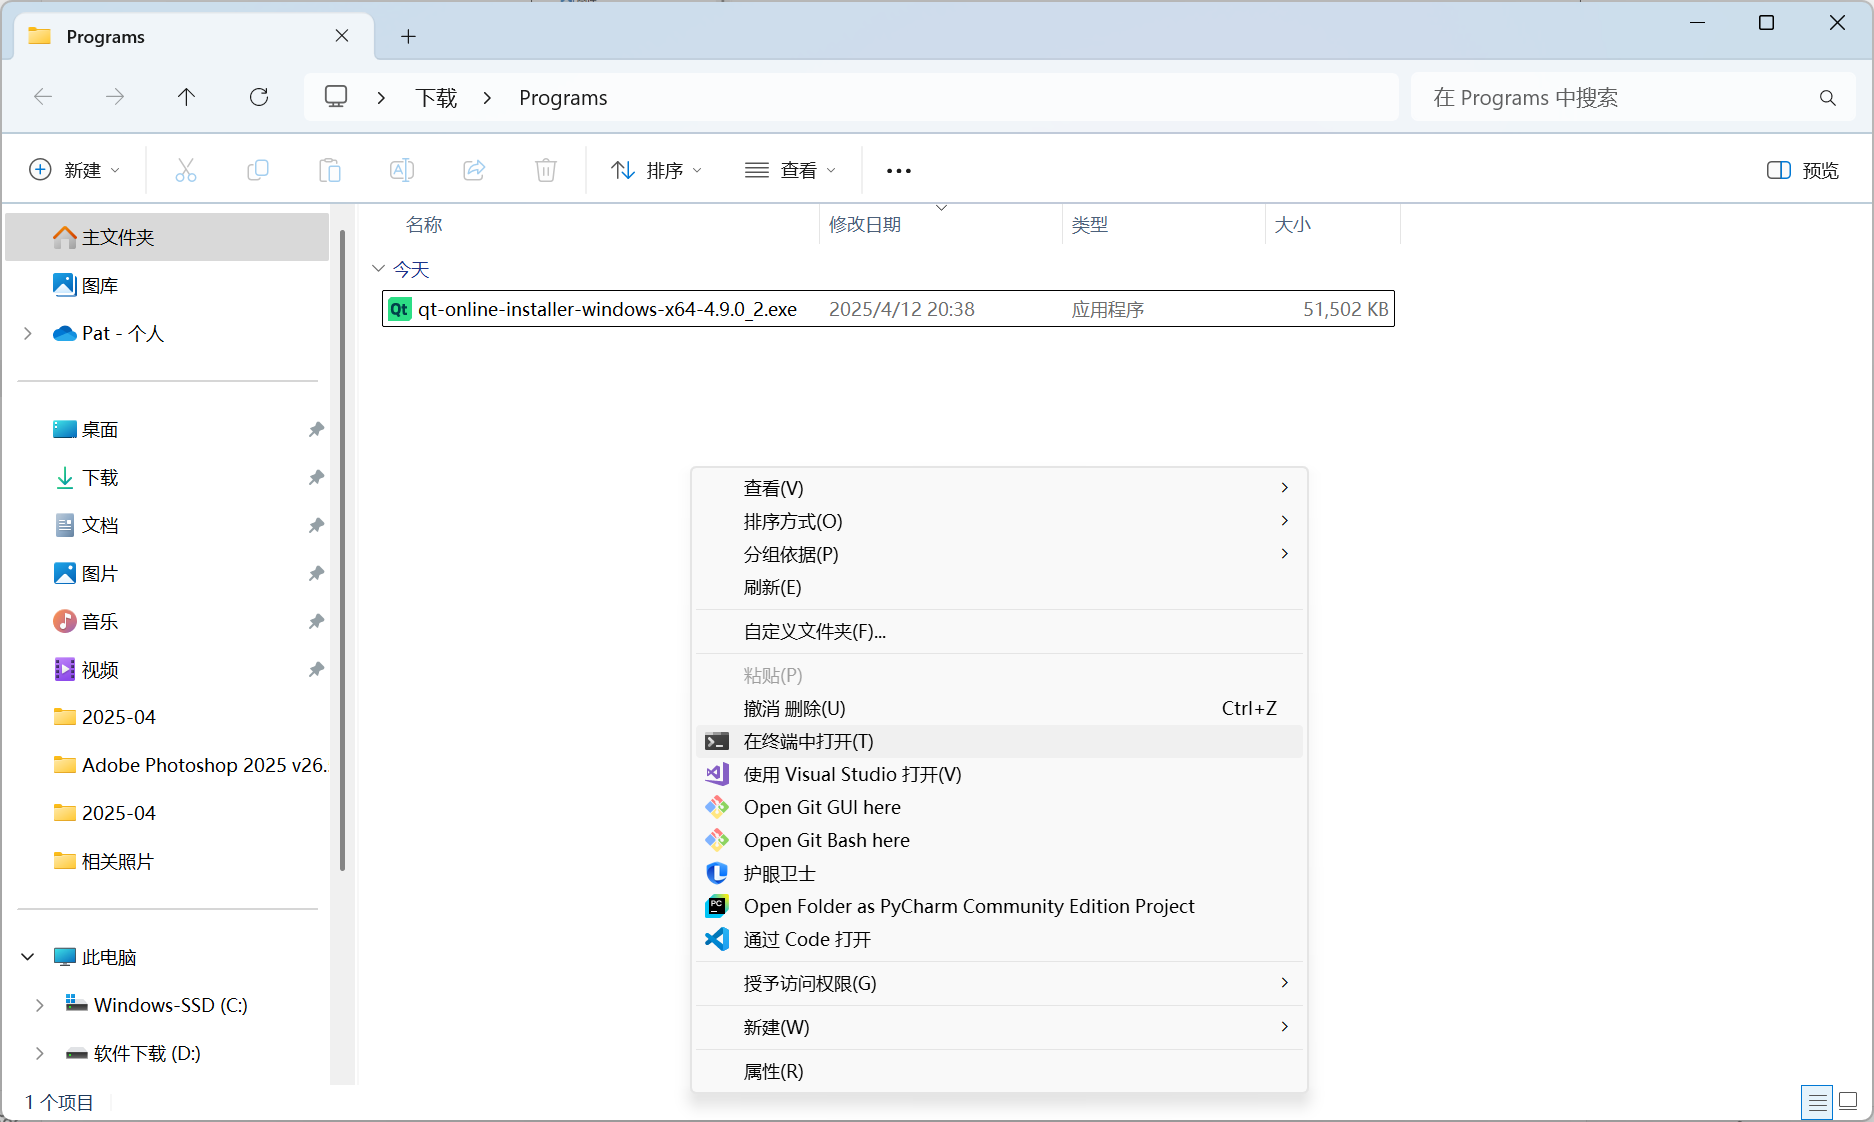 Programs
下载
Programs
在 Programs 中搜索
新建
排序
查看
预览
主文件夹
图库
Pat - 个人
桌面
下载
文档
图片
音乐
视频
2025-04
Adobe Photoshop 2025 v26.
2025-04
相关照片
此电脑
Windows-SSD (C:)
软件下载 (D:)
名称 修改日期 类型 大小
今天
Qt qt-online-installer-windows-x64-4.9.0_2.exe 2025/4/12 20:38 应用程序 51,502 KB
查看(V)
排序方式(O)
分组依据(P)
刷新(E)
自定义文件夹(F)...
粘贴(P)
撤消 删除(U) Ctrl+Z
在终端中打开(T)
使用 Visual Studio 打开(V)
Open Git GUI here
Open Git Bash here
护眼卫士
Open Folder as PyCharm Community Edition Project
通过 Code 打开
授予访问权限(G)
新建(W)
属性(R)
1 个项目